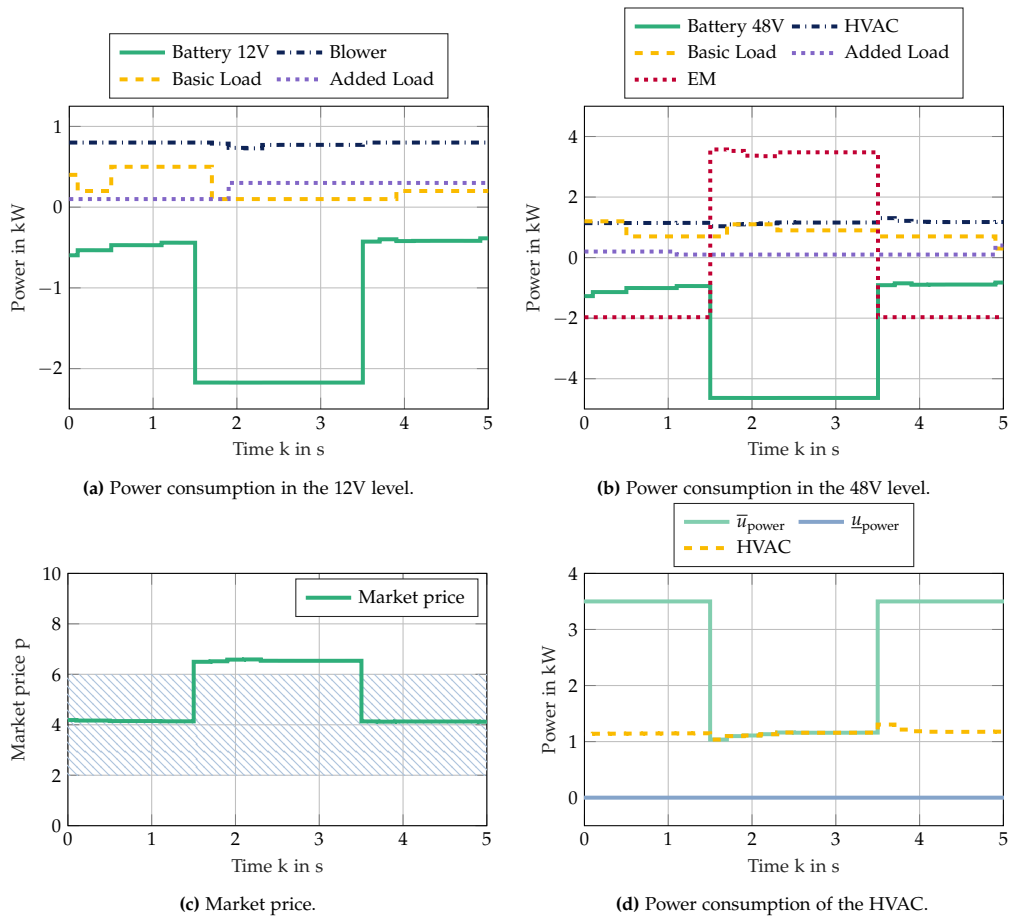 Battery 12V Blower
Basic Load Added Load
1
0
−1
−2
0 1 2 3 4 5
Power in kW
Time k in s
(a) Power consumption in the 12V level.
Battery 48V HVAC
Basic Load Added Load
EM
4
2
0
−2
−4
0 1 2 3 4 5
Power in kW
Time k in s
(b) Power consumption in the 48V level.
Market price
10
8
6
4
2
0
0 1 2 3 4 5
Market price p
Time k in s
(c) Market price.
u̅power u̲power
HVAC
4
3
2
1
0
0 1 2 3 4 5
Power in kW
Time k in s
(d) Power consumption of the HVAC.